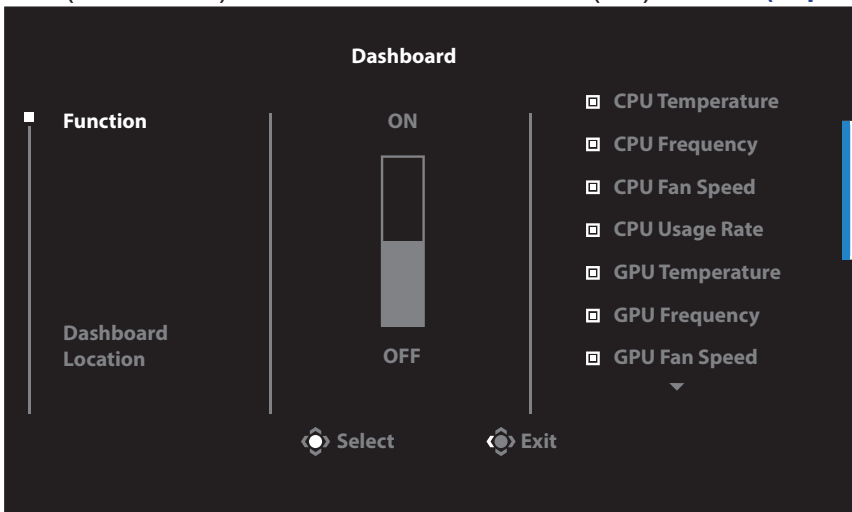 Dashboard
Function
Dashboard
Location
ON
OFF
CPU Temperature
CPU Frequency
CPU Fan Speed
CPU Usage Rate
GPU Temperature
GPU Frequency
GPU Fan Speed
Select
Exit